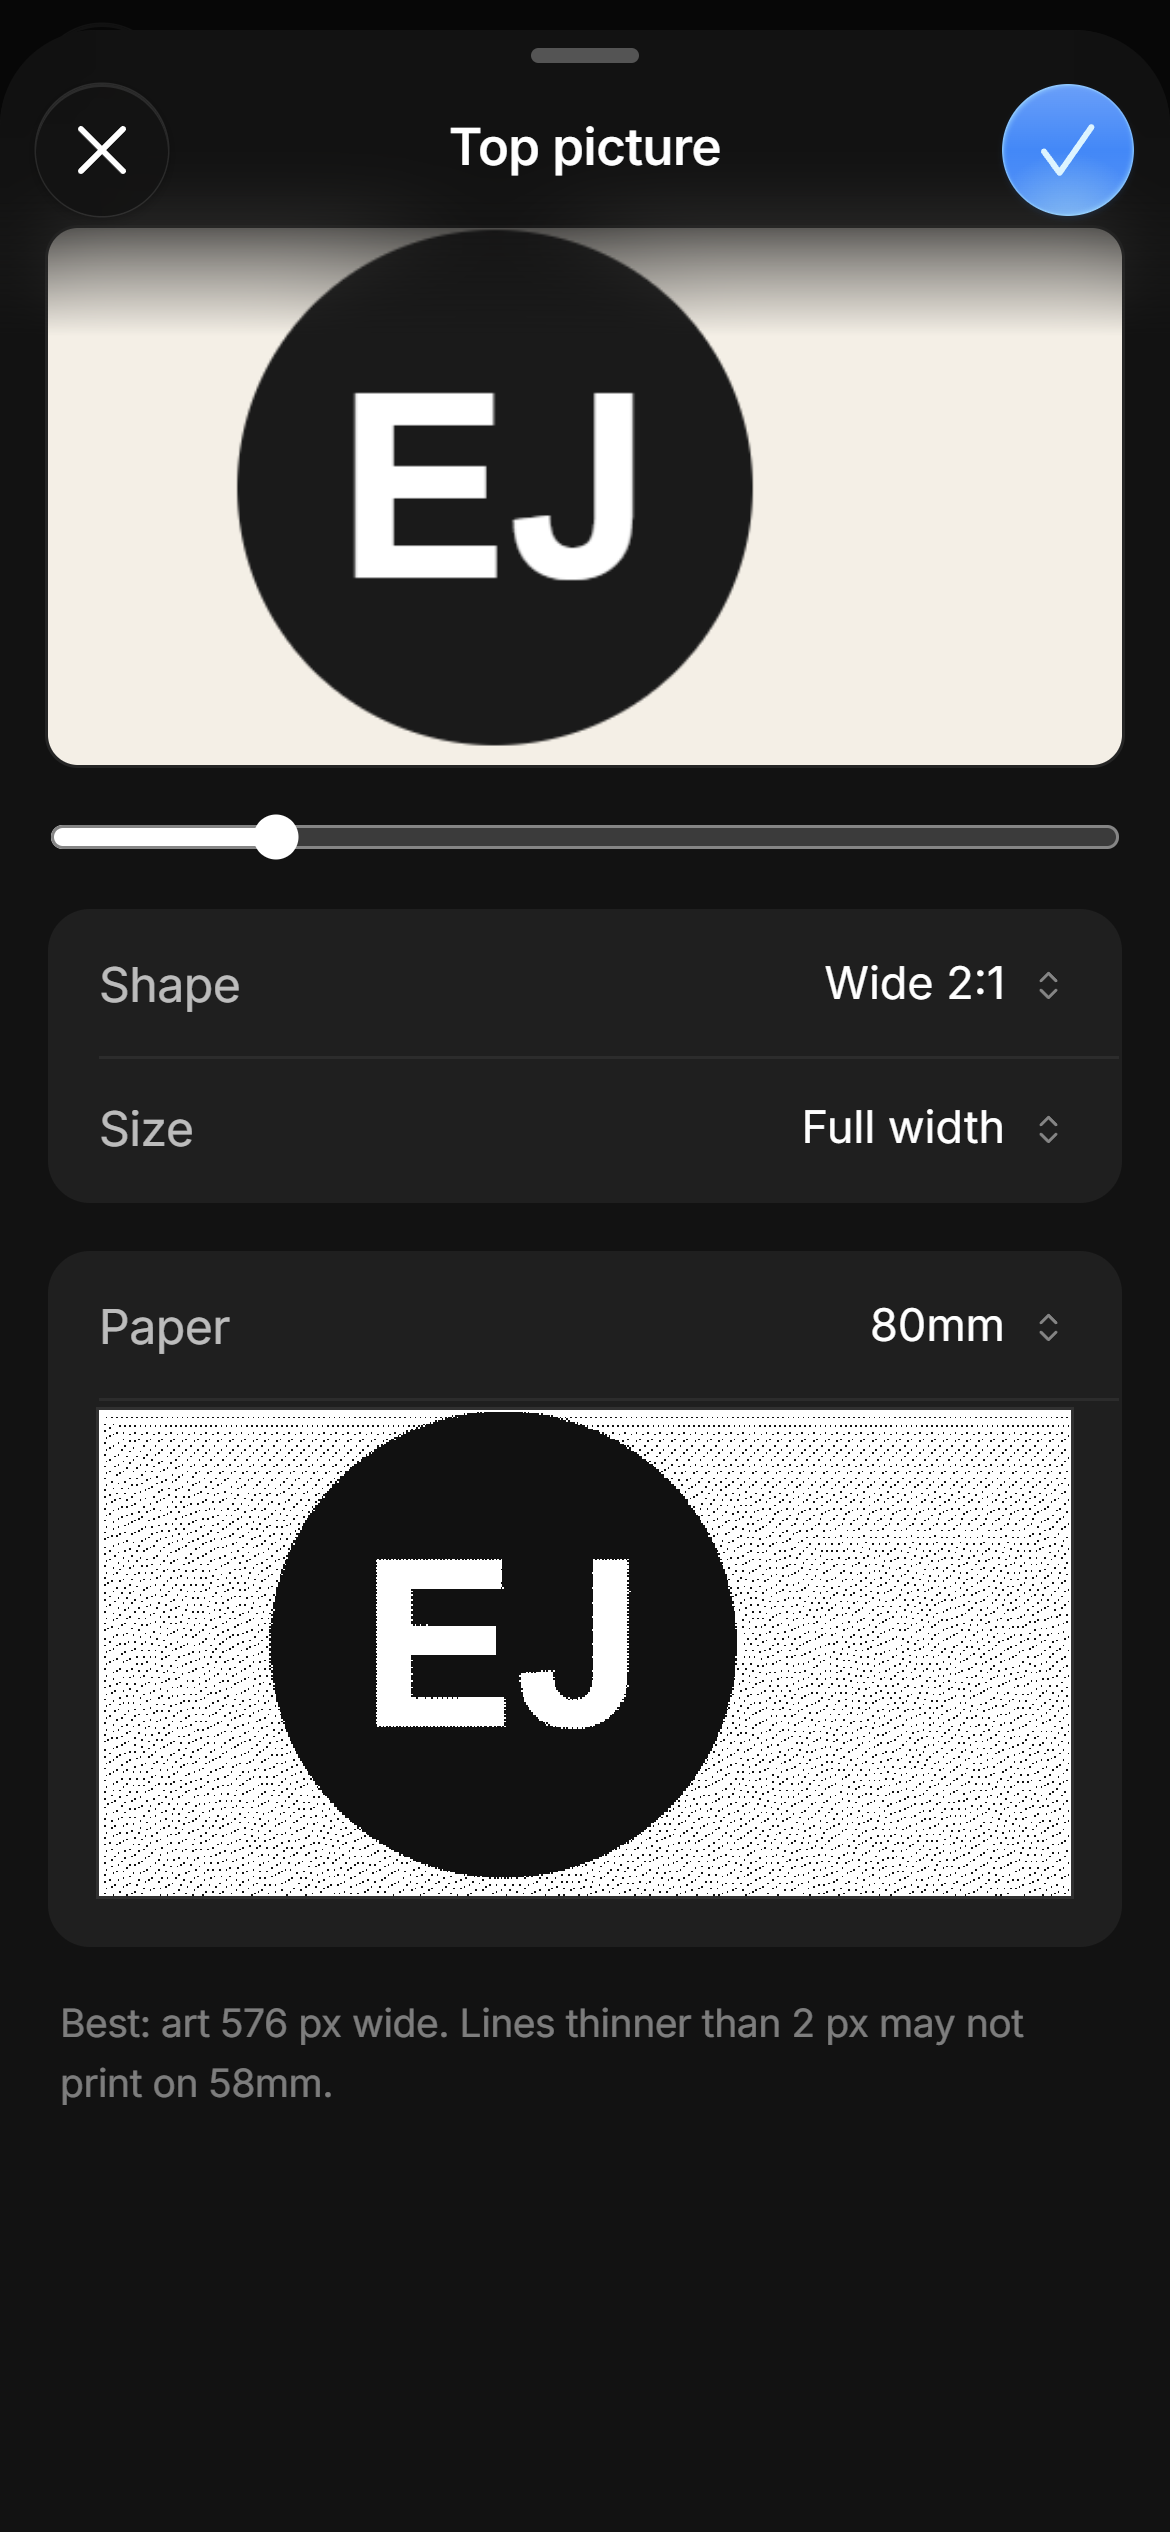 Top picture
EJ
Shape
Wide 2:1
Size
Full width
Paper
80mm
EJ
Best: art 576 px wide. Lines thinner than 2 px may not
print on 58mm.